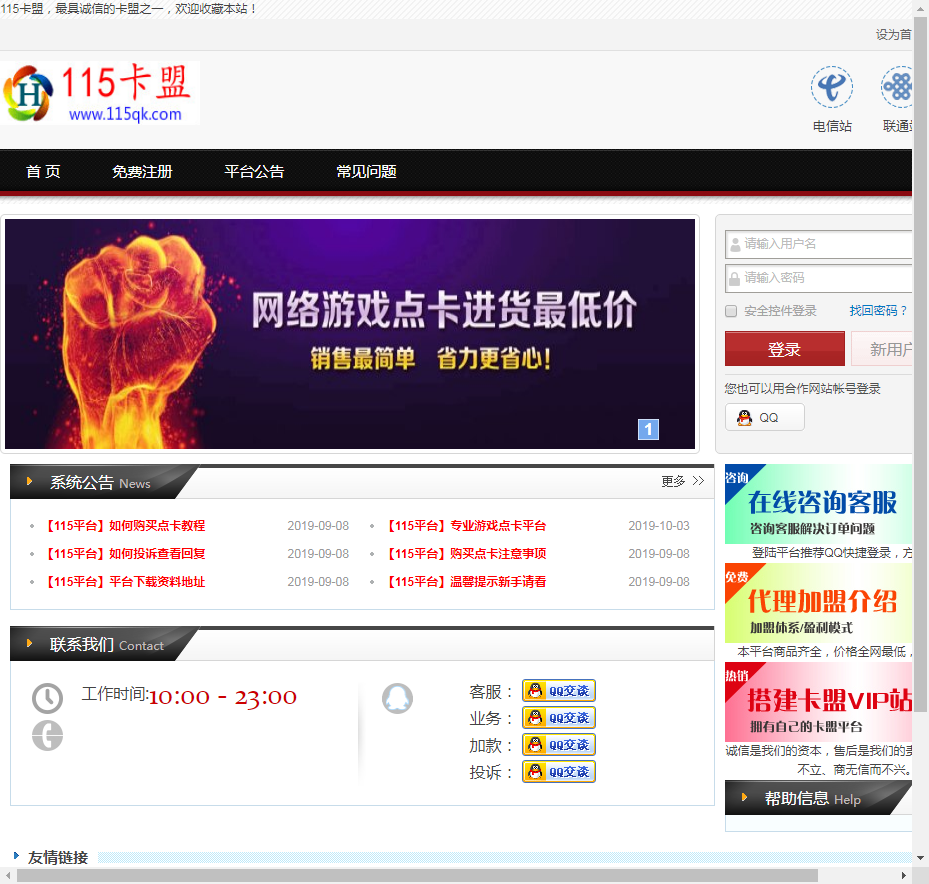 115卡盟，最具诚信的卡盟之一，欢迎收藏本站！
设为首
115卡盟
www.115qk.com
电信站
联通站
首 页 免费注册 平台公告 常见问题
网络游戏点卡进货最低价
销售最简单 省力更省心!
1
请输入用户名
请输入密码
安全控件登录 找回密码？
登录 新用户
您也可以用合作网站帐号登录
QQ
系统公告 News 更多
【115平台】如何购买点卡教程 2019-09-08
【115平台】专业游戏点卡平台 2019-10-03
【115平台】如何投诉查看回复 2019-09-08
【115平台】购买点卡注意事项 2019-09-08
【115平台】平台下载资料地址 2019-09-08
【115平台】温馨提示新手请看 2019-09-08
咨询
在线咨询客服
咨询客服解决订单问题
登陆平台推荐QQ快捷登录，方
免费
代理加盟介绍
加盟体系/盈利模式
本平台商品齐全，价格全网最低，
热销
搭建卡盟VIP站
拥有自己的卡盟平台
诚信是我们的资本，售后是我们的责
不立、商无信而不兴。
帮助信息 Help
联系我们 Contact
工作时间:10:00 - 23:00
客服： QQ交谈
业务： QQ交谈
加款： QQ交谈
投诉： QQ交谈
友情链接